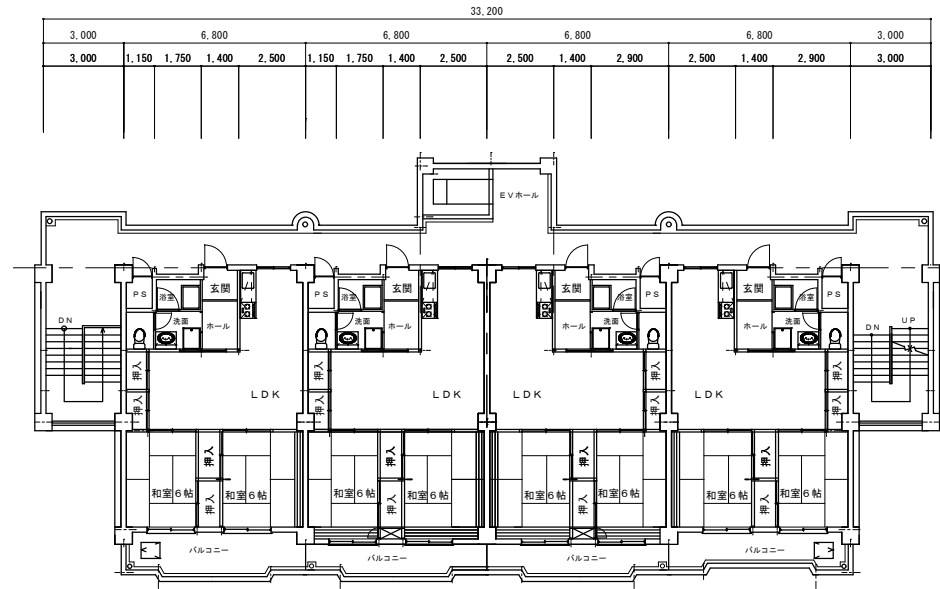 33,200
3,000 6,800 6,800 6,800 6,800 3,000
3,000 1,150 1,750 1,400 2,500 1,150 1,750 1,400 2,500 2,500 1,400 2,900 2,500 1,400 2,900 3,000
EVホール
PS 浴室 玄関 PS 浴室 玄関 玄関 浴室 PS 玄関 浴室 PS
DN 洗面 ホール 洗面 ホール ホール 洗面 ホール 洗面 DN UP
押入 押入 押入 押入
押入 LDK 押入 LDK LDK 押入 LDK 押入
押入 押入 押入 押入
和室6帖 押入 和室6帖 和室6帖 押入 和室6帖 和室6帖 押入 和室6帖 和室6帖 押入 和室6帖
バルコニー バルコニー バルコニー バルコニー